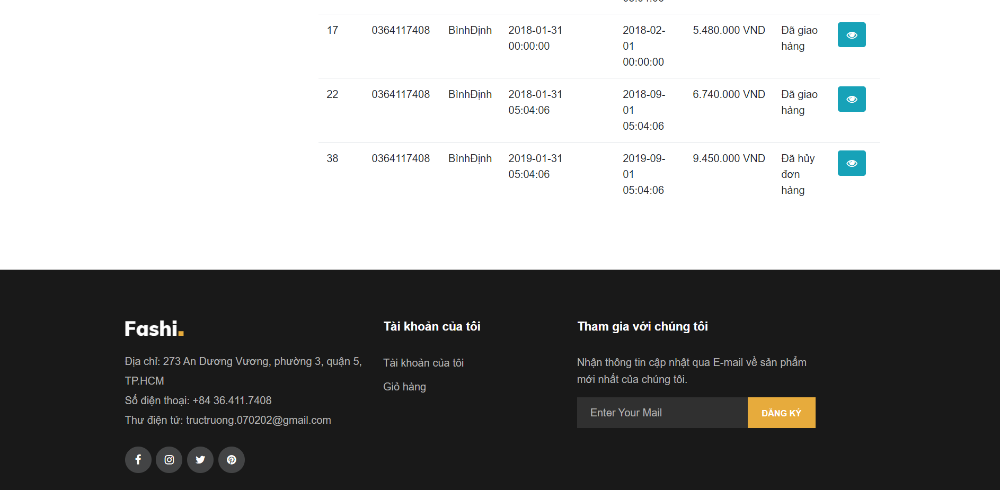 17 0364117408 BìnhĐịnh 2018-01-31 2018-02- 5.480.000 VND Đã giao
00:00:00 01 hàng
00:00:00
22 0364117408 BìnhĐịnh 2018-01-31 2018-09- 6.740.000 VND Đã giao
05:04:06 01 hàng
05:04:06
38 0364117408 BìnhĐịnh 2019-01-31 2019-09- 9.450.000 VND Đã hủy
05:04:06 01 đơn
05:04:06 hàng
Fashi.
Địa chỉ: 273 An Dương Vương, phường 3, quận 5,
TP.HCM
Số điện thoại: +84 36.411.7408
Thư điện tử: tructruong.070202@gmail.com
Tài khoản của tôi
Tài khoản của tôi
Giỏ hàng
Tham gia với chúng tôi
Nhận thông tin cập nhật qua E-mail về sản phẩm
mới nhất của chúng tôi.
Enter Your Mail
ĐĂNG KÝ